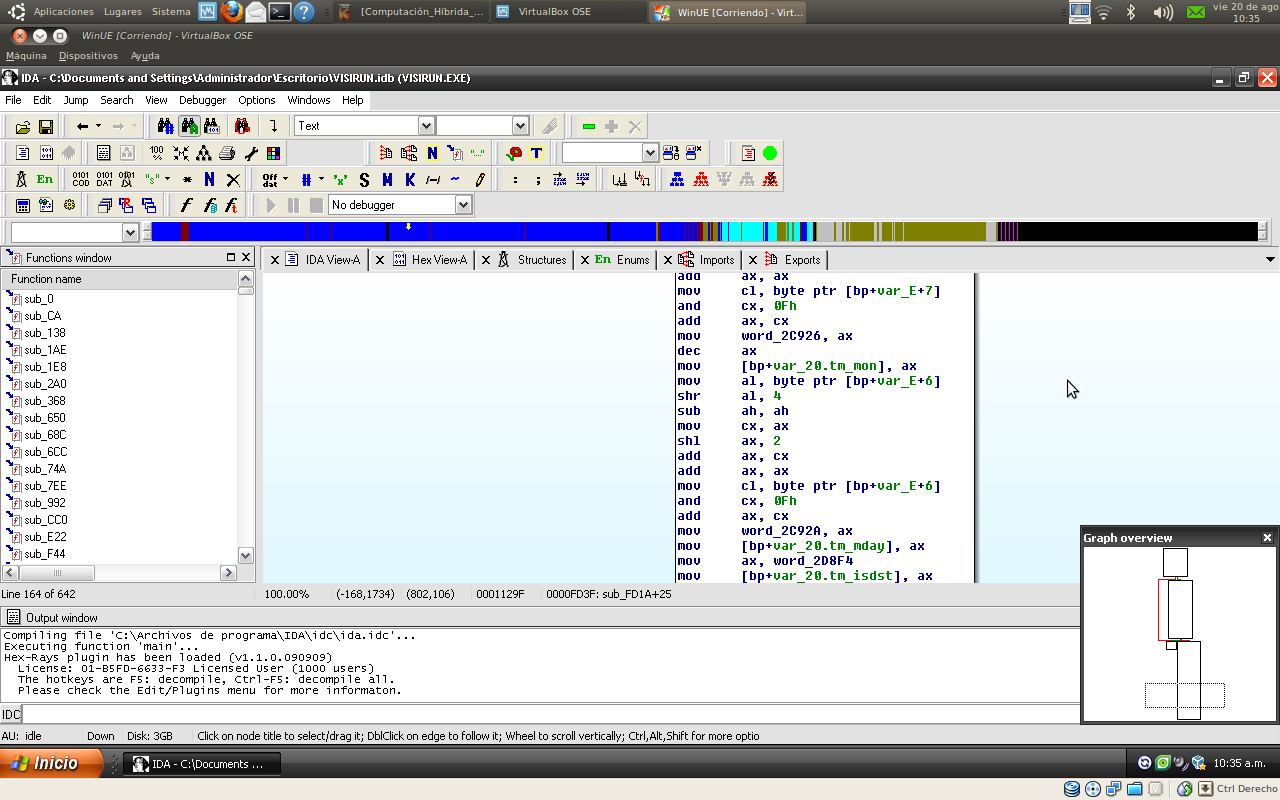 Aplicaciones Lugares Sistema [Computación_Híbrida_... VirtualBox OSE WinUE [Corriendo] - Virt... vie 20 de ago
10:35
WinUE [Corriendo] - VirtualBox OSE
Máquina Dispositivos Ayuda
IDA - C:\Documents and Settings\Administrador\Escritorio\VISIRUN.idb (VISIRUN.EXE)
File Edit Jump Search View Debugger Options Windows Help
Text
No debugger
Functions window
IDA View-A Hex View-A Structures En Enums Imports Exports
Function name
sub_0
sub_CA
sub_138
sub_1AE
sub_1E8
sub_2A0
sub_368
sub_650
sub_68C
sub_6CC
sub_74A
sub_7EE
sub_992
sub_CC0
sub_E22
sub_F44
Line 164 of 642
add ax, ax
mov cl, byte ptr [bp+var_E+7]
and cx, 0Fh
add ax, cx
mov word_2C926, ax
dec ax
mov [bp+var_20.tm_mon], ax
mov al, byte ptr [bp+var_E+6]
shr al, 4
sub ah, ah
mov cx, ax
shl ax, 2
add ax, cx
add ax, ax
mov cl, byte ptr [bp+var_E+6]
and cx, 0Fh
add ax, cx
mov word_2C92A, ax
mov [bp+var_20.tm_mday], ax
mov ax, word_2D8F4
mov [bp+var_20.tm_isdst], ax
100.00% (-168,1734) (802,106) 0001129F 0000FD3F: sub_FD1A+25
Graph overview
Output window
Compiling file 'C:\Archivos de programa\IDA\idc\ida.idc'...
Executing function 'main'...
Hex-Rays plugin has been loaded (v1.1.0.090909)
License: 01-B5FD-6633-F3 Licensed User (1000 users)
The hotkeys are F5: decompile, Ctrl-F5: decompile all.
Please check the Edit/Plugins menu for more informaton.
IDC
AU: idle Down Disk: 3GB Click on node title to select/drag it; DblClick on edge to follow it; Wheel to scroll vertically; Ctrl,Alt,Shift for more optio
Inicio IDA - C:\Documents ... 10:35 a.m.
Ctrl Derecho